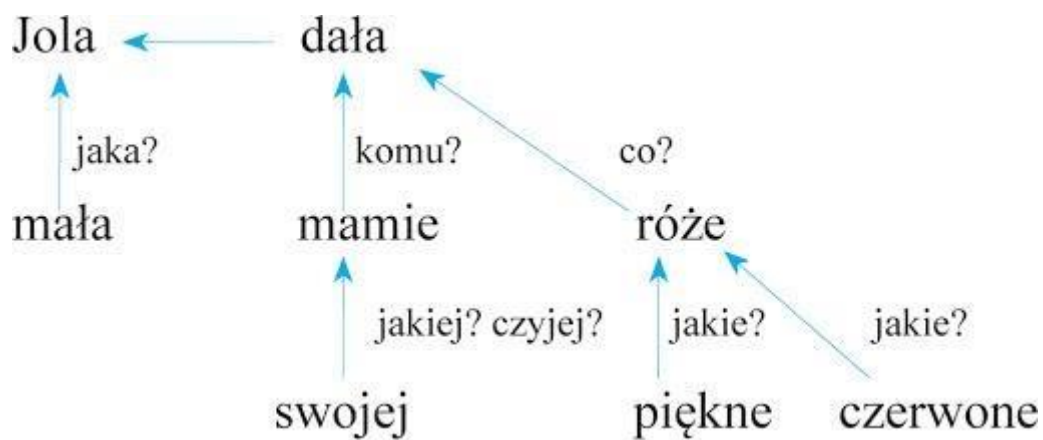 Jola dała
jaka? komu? co?
mała mamie róże
jakiej? czyjej? jakie? jakie?
swojej piękne czerwone